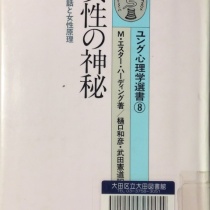 ユング心理学選書⑧
M・エスター・ハーディング著
樋口和彦・武田憲道
性の神秘
話と女性原理
大田区立大田図書館